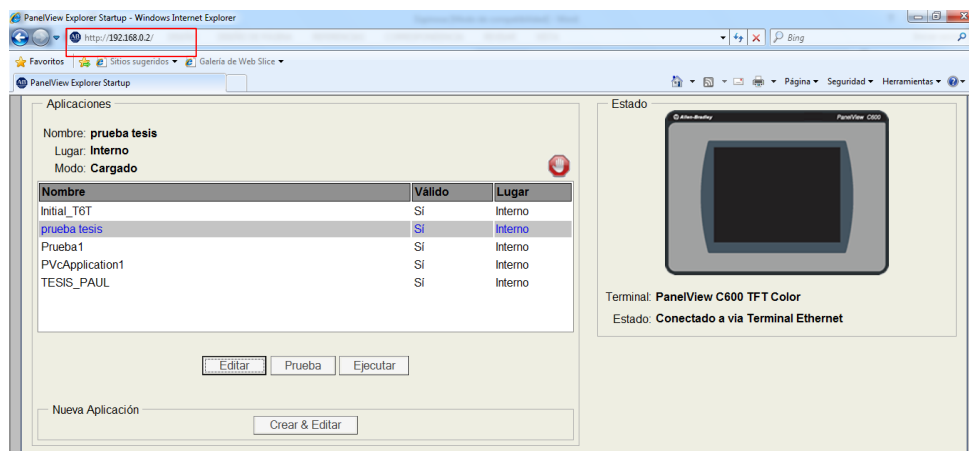 PanelView Explorer Startup - Windows Internet Explorer
http://192.168.0.2/
Bing
Favoritos Sitios sugeridos Galería de Web Slice
PanelView Explorer Startup
Página Seguridad Herramientas
Aplicaciones
Nombre: prueba tesis
Lugar: Interno
Modo: Cargado
Nombre Válido Lugar
Initial_T6T Sí Interno
prueba tesis Sí Interno
Prueba1 Sí Interno
PVcApplication1 Sí Interno
TESIS_PAUL Sí Interno
Editar Prueba Ejecutar
Nueva Aplicación
Crear & Editar
Estado
Allen-Bradley PanelView C600
Terminal: PanelView C600 TFT Color
Estado: Conectado a via Terminal Ethernet